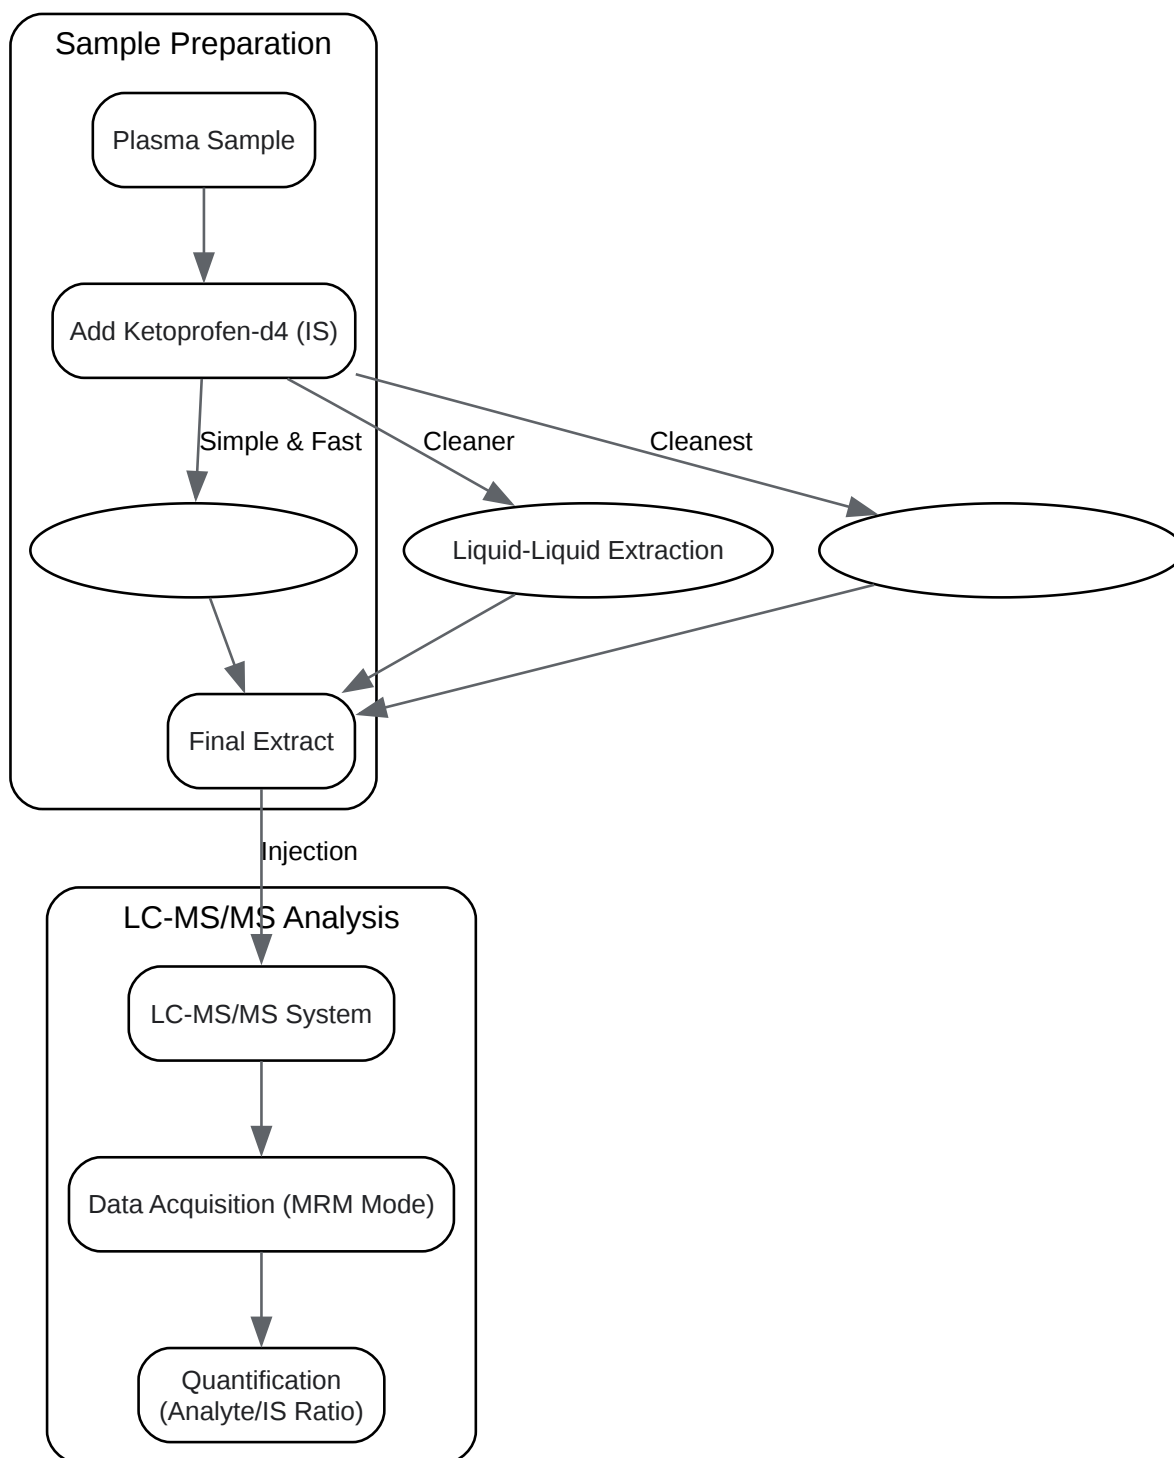 Sample Preparation
Plasma Sample
Add Ketoprofen-d4 (IS)
Simple & Fast
Cleaner
Cleanest
Liquid-Liquid Extraction
Final Extract
Injection
LC-MS/MS Analysis
LC-MS/MS System
Data Acquisition (MRM Mode)
Quantification
(Analyte/IS Ratio)